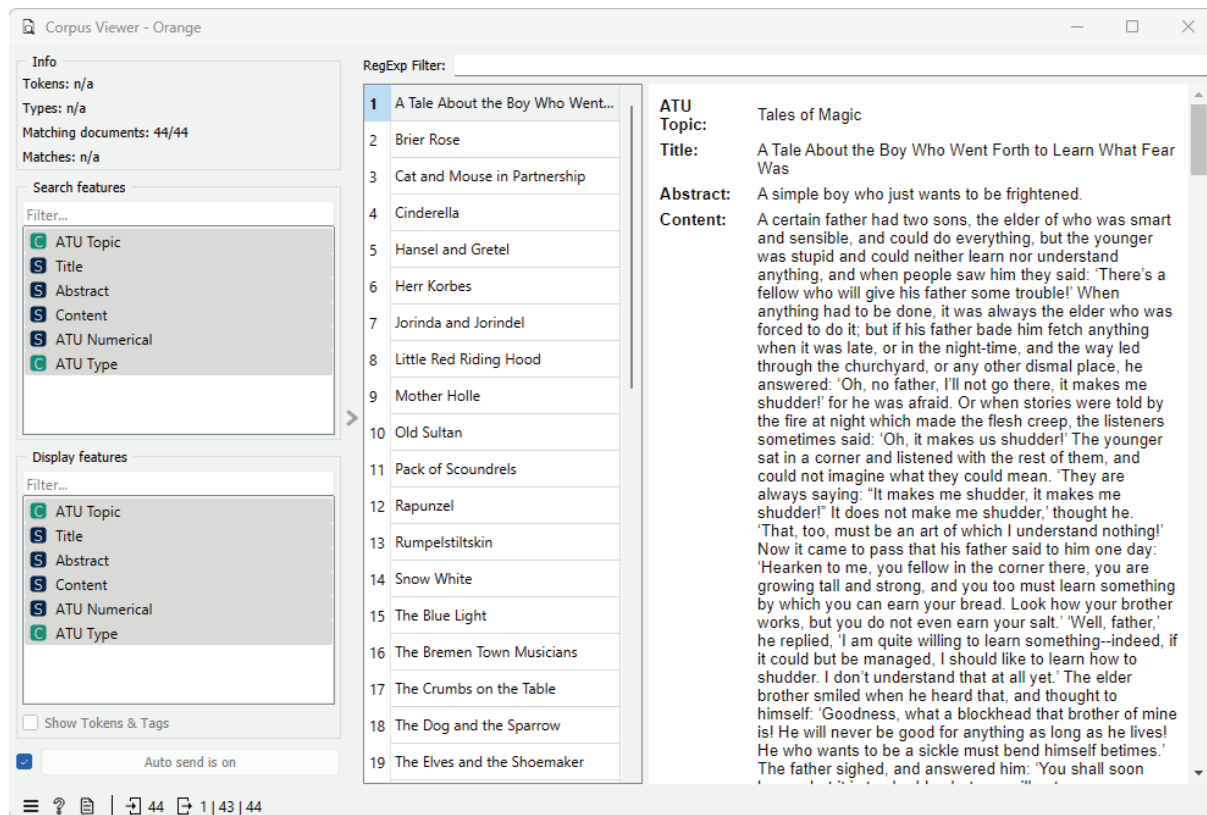 Corpus Viewer - Orange
Info
Tokens: n/a
Types: n/a
Matching documents: 44/44
Matches: n/a
Search features
Filter...
C ATU Topic
S Title
S Abstract
S Content
S ATU Numerical
C ATU Type
Display features
Filter...
C ATU Topic
S Title
S Abstract
S Content
S ATU Numerical
C ATU Type
Show Tokens & Tags
Auto send is on
44 1 | 43 | 44
RegExp Filter:
1 A Tale About the Boy Who Went...
2 Brier Rose
3 Cat and Mouse in Partnership
4 Cinderella
5 Hansel and Gretel
6 Herr Korbes
7 Jorinda and Jorindel
8 Little Red Riding Hood
9 Mother Holle
10 Old Sultan
11 Pack of Scoundrels
12 Rapunzel
13 Rumpelstiltskin
14 Snow White
15 The Blue Light
16 The Bremen Town Musicians
17 The Crumbs on the Table
18 The Dog and the Sparrow
19 The Elves and the Shoemaker
ATU
Topic: Tales of Magic
Title: A Tale About the Boy Who Went Forth to Learn What Fear
Was
Abstract: A simple boy who just wants to be frightened.
Content: A certain father had two sons, the elder of who was smart
and sensible, and could do everything, but the younger
was stupid and could neither learn nor understand
anything, and when people saw him they said: ‘There’s a
fellow who will give his father some trouble!’ When
anything had to be done, it was always the elder who was
forced to do it; but if his father bade him fetch anything
when it was late, or in the night-time, and the way led
through the churchyard, or any other dismal place, he
answered: ‘Oh, no father, I’ll not go there, it makes me
shudder!’ for he was afraid. Or when stories were told by
the fire at night which made the flesh creep, the listeners
sometimes said: ‘Oh, it makes us shudder!’ The younger
sat in a corner and listened with the rest of them, and
could not imagine what they could mean. ‘They are
always saying: “It makes me shudder, it makes me
shudder!” It does not make me shudder,’ thought he.
‘That, too, must be an art of which I understand nothing!’
Now it came to pass that his father said to him one day:
‘Hearken to me, you fellow in the corner there, you are
growing tall and strong, and you too must learn something
by which you can earn your bread. Look how your brother
works, but you do not even earn your salt.’ ‘Well, father,’
he replied, ‘I am quite willing to learn something--indeed, if
it could but be managed, I should like to learn how to
shudder. I don’t understand that at all yet.’ The elder
brother smiled when he heard that, and thought to
himself: ‘Goodness, what a blockhead that brother of mine
is! He will never be good for anything as long as he lives!
He who wants to be a sickle must bend himself betimes.’
The father sighed, and answered him: ‘You shall soon